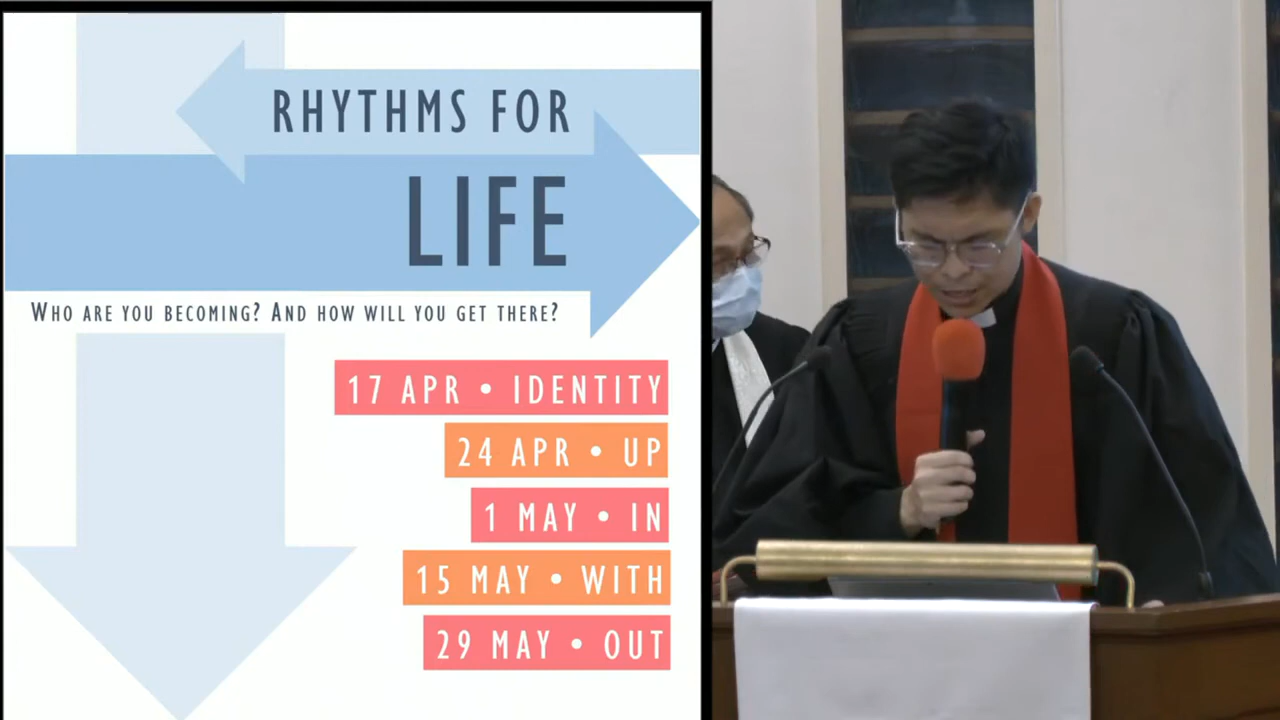 RHYTHMS FOR
LIFE
WHO ARE YOU BECOMING? AND HOW WILL YOU GET THERE?
17 APR • IDENTITY
24 APR • UP
1 MAY • IN
15 MAY • WITH
29 MAY • OUT